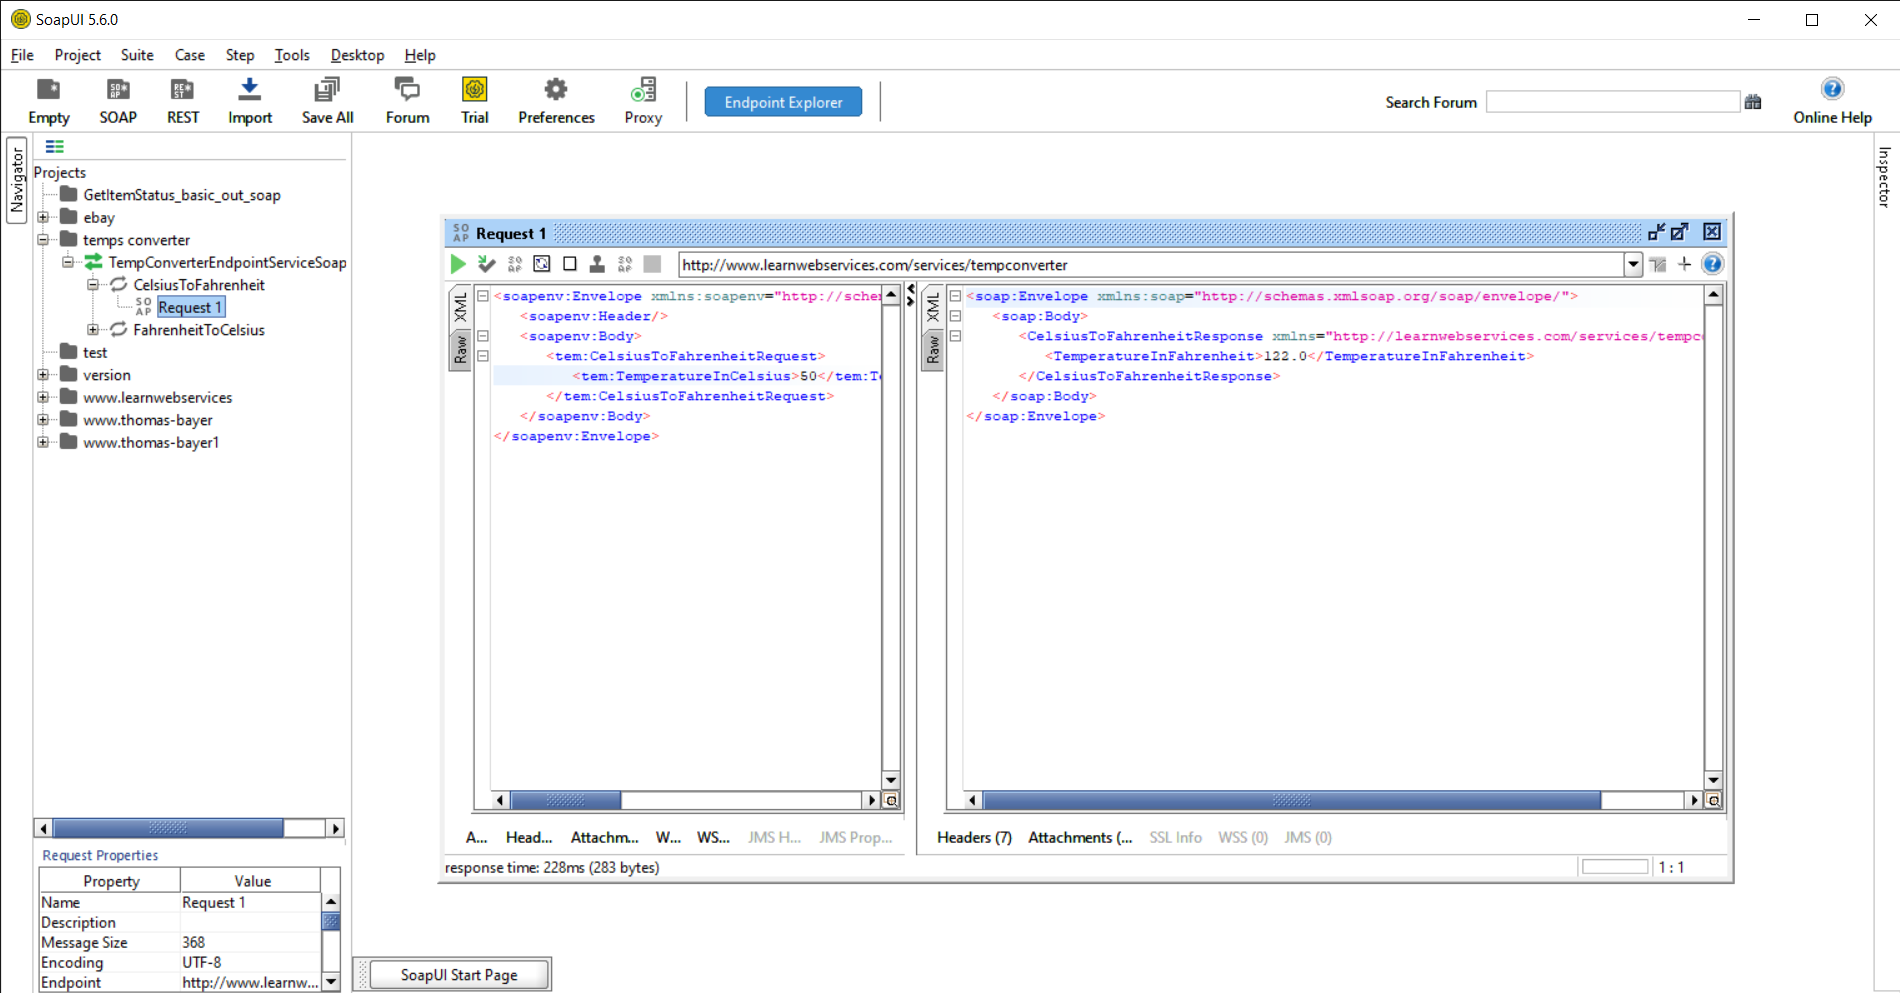 SoapUI 5.6.0
File Project Suite Case Step Tools Desktop Help
Empty SOAP REST Import Save All Forum Trial Preferences Proxy Endpoint Explorer Search Forum Online Help
Navigator
Inspector
Projects
GetItemStatus_basic_out_soap
ebay
temps converter
TempConverterEndpointServiceSoap
CelsiusToFahrenheit
SO AP Request 1
FahrenheitToCelsius
test
version
www.learnwebservices
www.thomas-bayer
www.thomas-bayer1
Request Properties
Property Value
Name Request 1
Description
Message Size 368
Encoding UTF-8
Endpoint http://www.learnw...
SO AP Request 1
http://www.learnwebservices.com/services/tempconverter
XML
Raw
<soapenv:Envelope xmlns:soapenv="http://scher
<soapenv:Header/>
<soapenv:Body>
<tem:CelsiusToFahrenheitRequest>
<tem:TemperatureInCelsius>50</tem:Te
</tem:CelsiusToFahrenheitRequest>
</soapenv:Body>
</soapenv:Envelope>
A... Head... Attachm... W... WS... JMS H... JMS Prop...
XML
Raw
<soap:Envelope xmlns:soap="http://schemas.xmlsoap.org/soap/envelope/">
<soap:Body>
<CelsiusToFahrenheitResponse xmlns="http://learnwebservices.com/services/tempc
<TemperatureInFahrenheit>122.0</TemperatureInFahrenheit>
</CelsiusToFahrenheitResponse>
</soap:Body>
</soap:Envelope>
Headers (7) Attachments (... SSL Info WSS (0) JMS (0)
response time: 228ms (283 bytes)
1 : 1
SoapUI Start Page